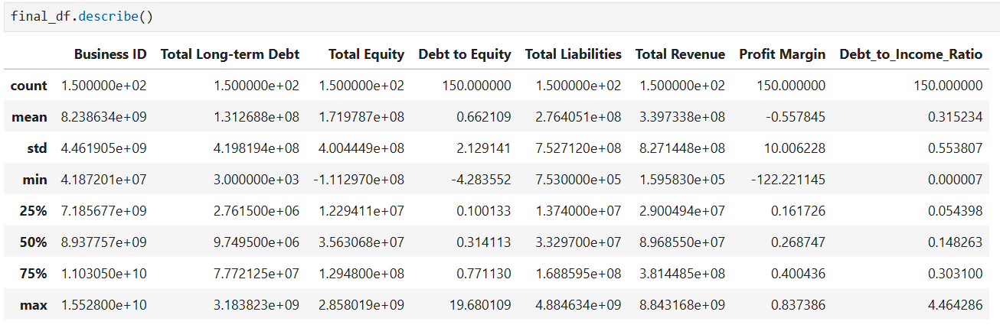 final_df.describe()
Business ID Total Long-term Debt Total Equity Debt to Equity Total Liabilities Total Revenue Profit Margin Debt_to_Income_Ratio
count 1.500000e+02 1.500000e+02 1.500000e+02 150.000000 1.500000e+02 1.500000e+02 150.000000 150.000000
mean 8.238634e+09 1.312688e+08 1.719787e+08 0.662109 2.764051e+08 3.397338e+08 -0.557845 0.315234
std 4.461905e+09 4.198194e+08 4.004449e+08 2.129141 7.527120e+08 8.271448e+08 10.006228 0.553807
min 4.187201e+07 3.000000e+03 -1.112970e+08 -4.283552 7.530000e+05 1.595830e+05 -122.221145 0.000007
25% 7.185677e+09 2.761500e+06 1.229411e+07 0.100133 1.374000e+07 2.900494e+07 0.161726 0.054398
50% 8.937757e+09 9.749500e+06 3.563068e+07 0.314113 3.329700e+07 8.968550e+07 0.268747 0.148263
75% 1.103050e+10 7.772125e+07 1.294800e+08 0.771130 1.688595e+08 3.814485e+08 0.400436 0.303100
max 1.552800e+10 3.183823e+09 2.858019e+09 19.680109 4.884634e+09 8.843168e+09 0.837386 4.464286